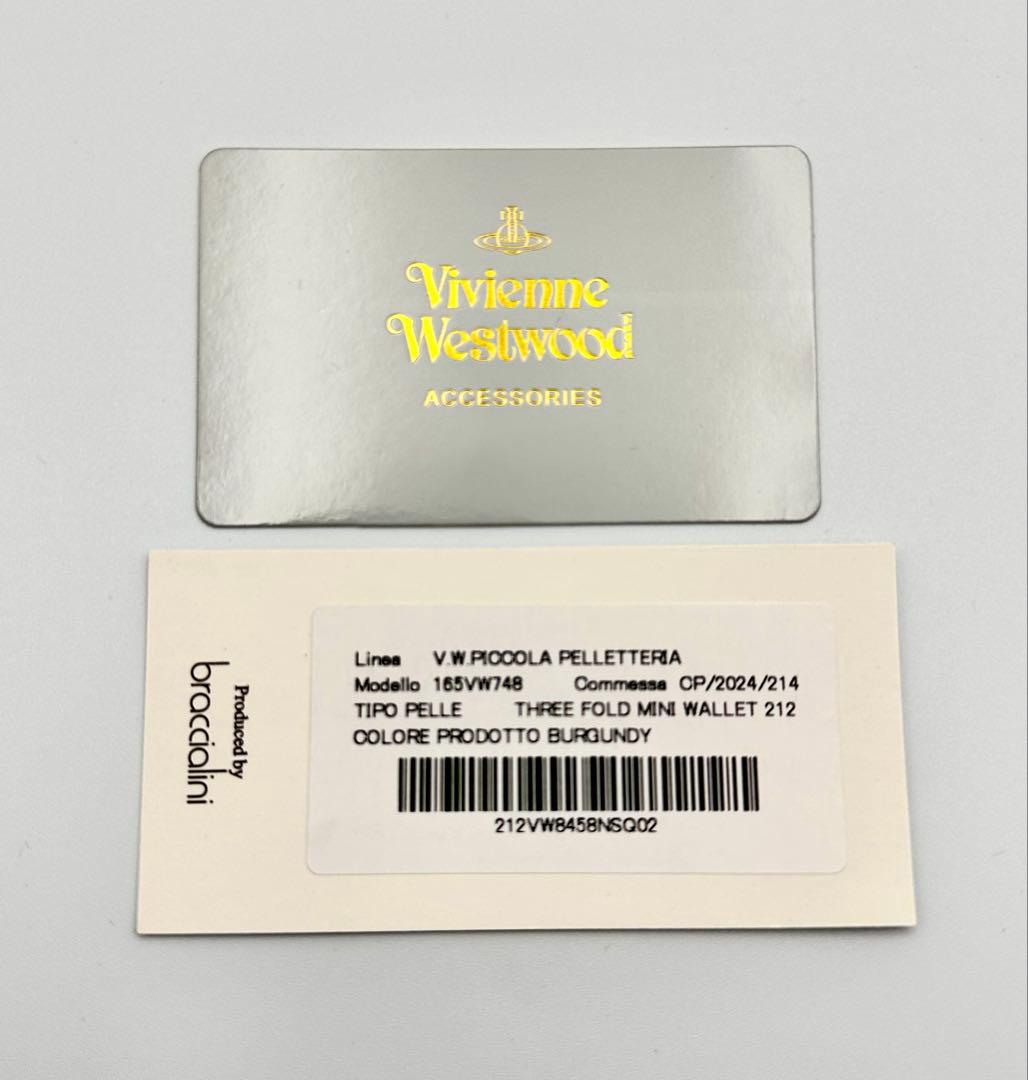 Vivienne
Westwood
ACCESSORIES
Produced by
braccialini
Linea V.W.PICCOLA PELLETTERIA
Modello 165VW748 Commessa CP/2024/214
TIPO PELLE THREE FOLD MINI WALLET 212
COLORE PRODOTTO BURGUNDY
212VW8458NSQ02